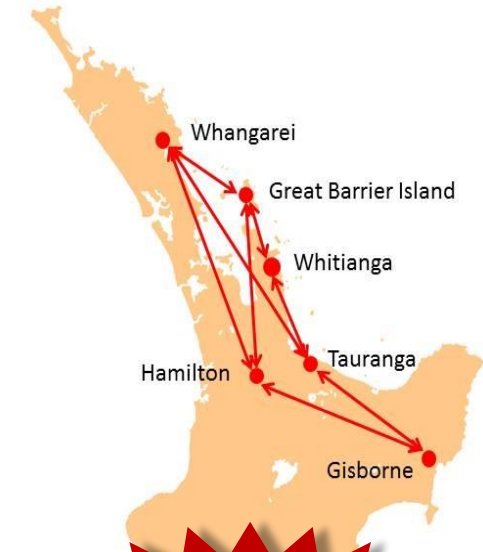 Whangarei
Great Barrier Island
Whitianga
Tauranga
Hamilton
Gisborne